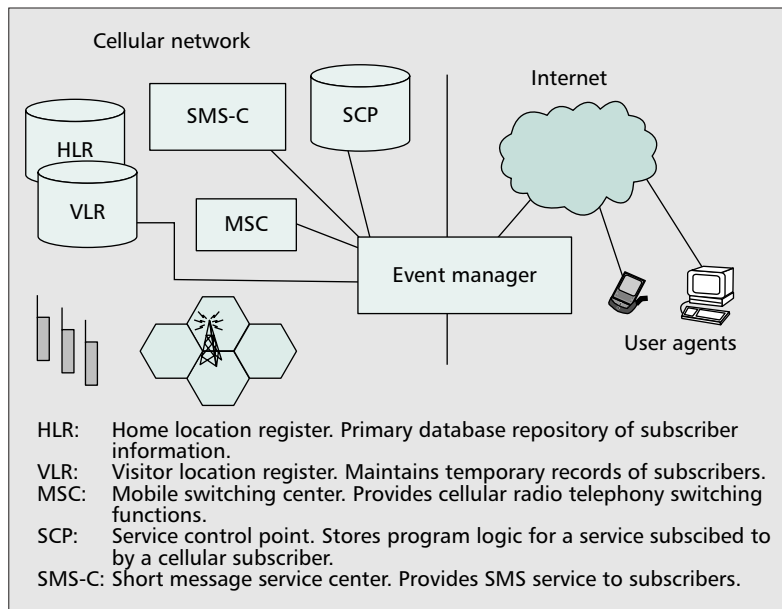 Cellular network
Internet
SMS-C
SCP
HLR
VLR
MSC
Event manager
User agents
HLR: Home location register. Primary database repository of subscriber
information.
VLR: Visitor location register. Maintains temporary records of subscribers.
MSC: Mobile switching center. Provides cellular radio telephony switching
functions.
SCP: Service control point. Stores program logic for a service subscibed to
by a cellular subscriber.
SMS-C: Short message service center. Provides SMS service to subscribers.